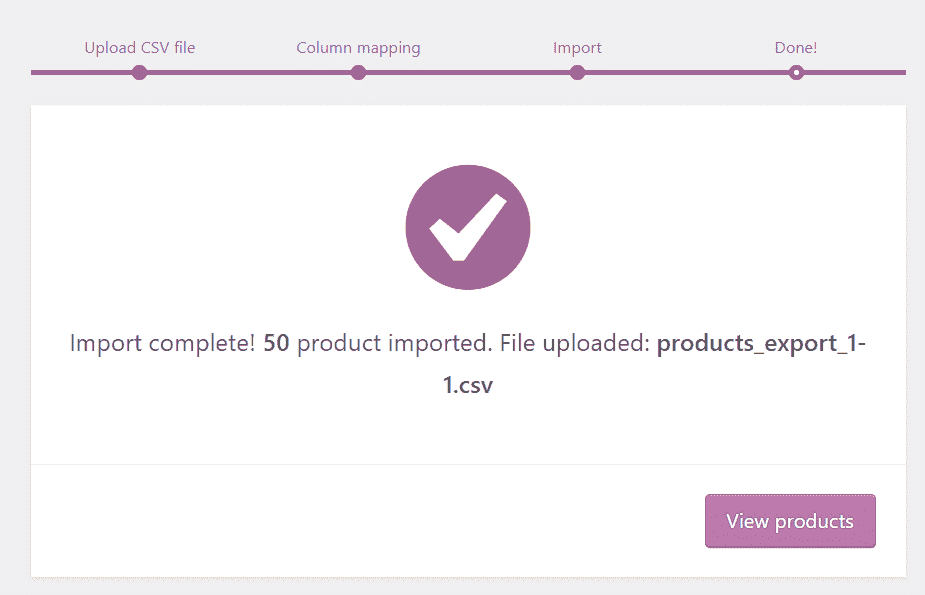 Upload CSV file
Column mapping
Import
Done!
Import complete! 50 product imported. File uploaded: products_export_1-
1.csv
View products